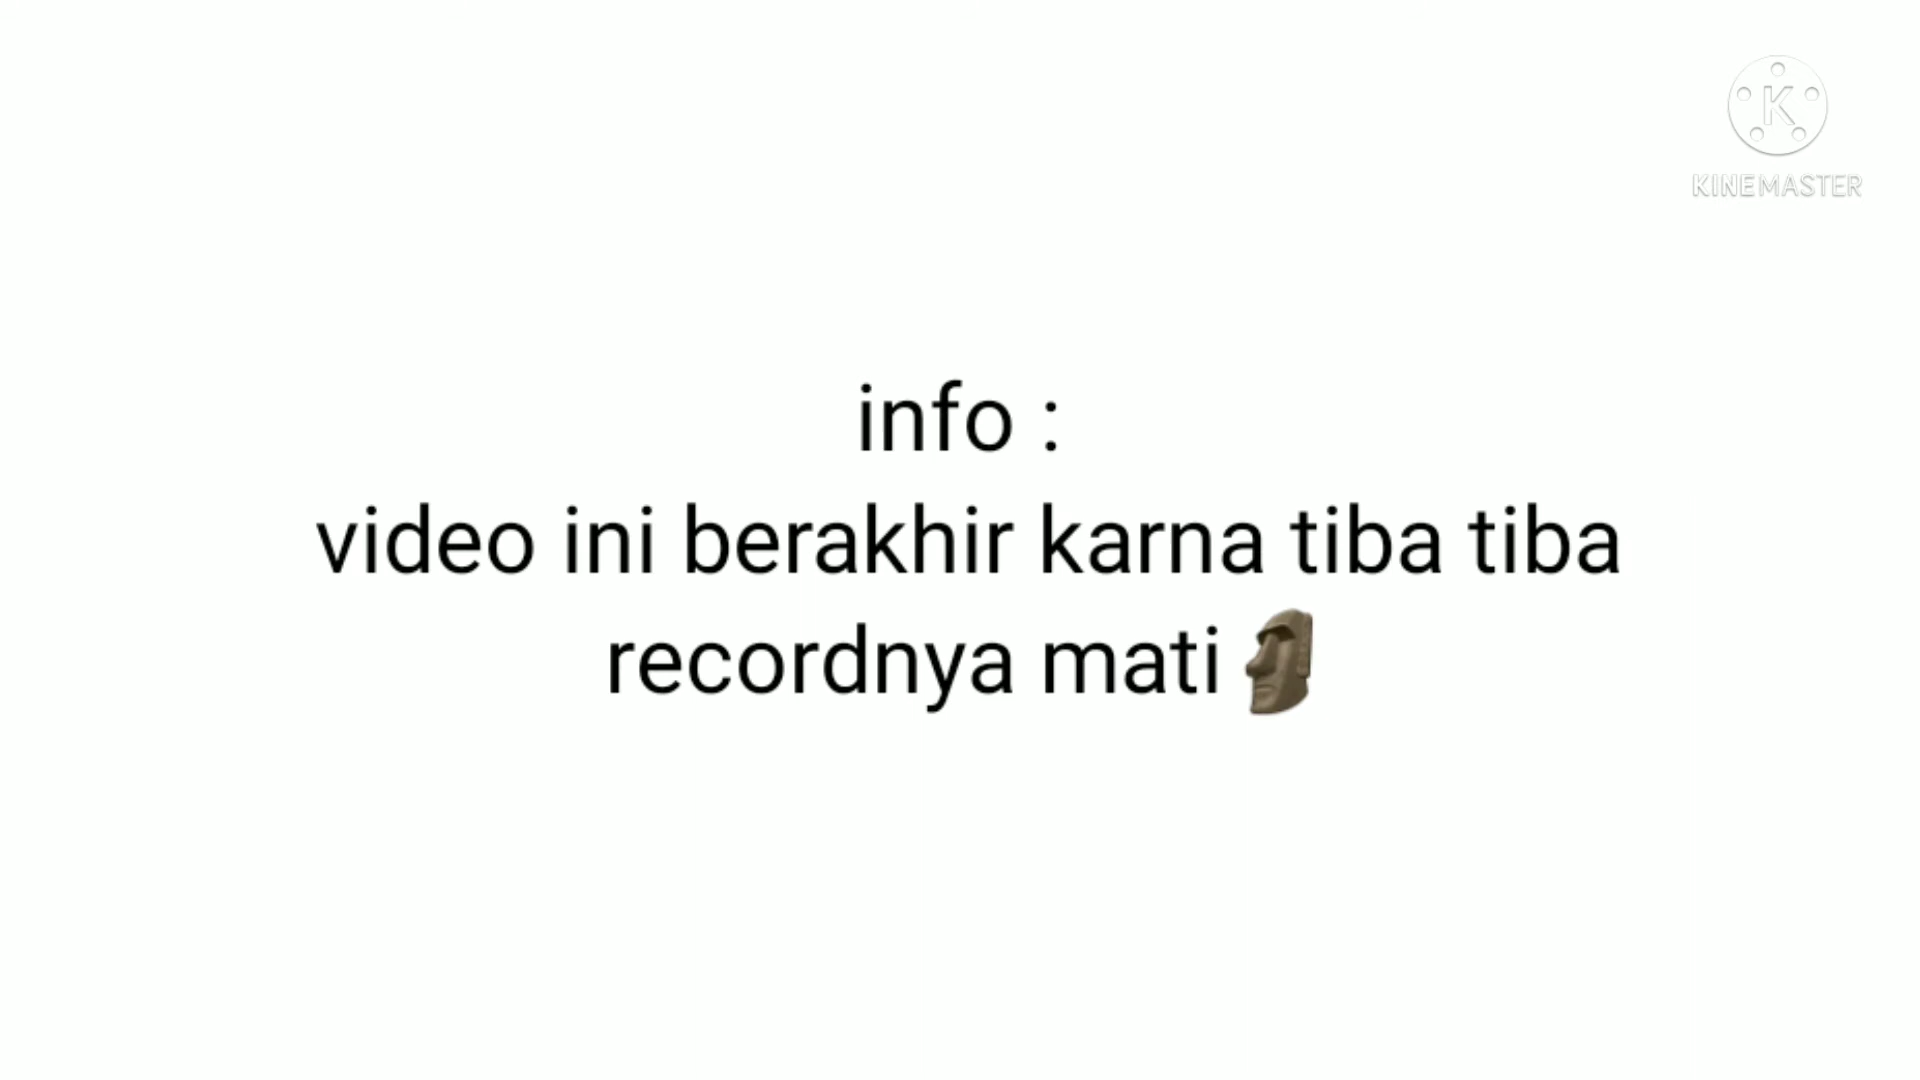 K
KINEMASTER
info :
video ini berakhir karna tiba tiba
recordnya mati🗿